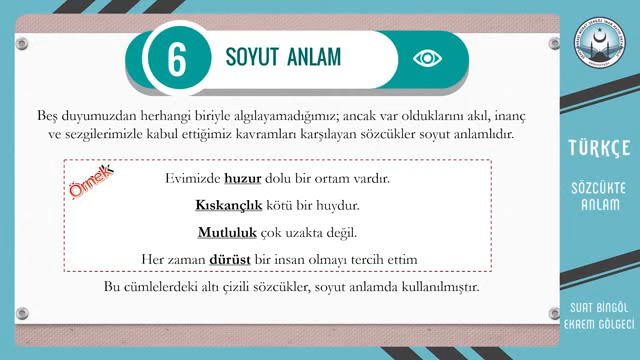 6
SOYUT ANLAM
Beş duyumuzdan herhangi biriyle algılayamadığımız; ancak var olduklarını akıl, inanç
ve sezgilerimizle kabul ettiğimiz kavramları karşılayan sözcükler soyut anlamlıdır.
Örnek
Evimizde huzur dolu bir ortam vardır.
Kıskançlık kötü bir huydur.
Mutluluk çok uzakta değil.
Her zaman dürüst bir insan olmayı tercih ettim
Bu cümlelerdeki altı çizili sözcükler, soyut anlamda kullanılmıştır.
TÜRKÇE
SÖZCÜKTE
ANLAM
SUAT BİNGÖL
EKREM GÖLGECİ